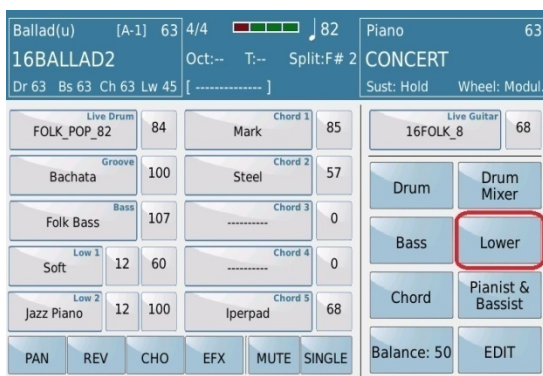 Ballad(u) [A-1] 63
16BALLAD2
Dr 63 Bs 63 Ch 63 Lw 45
4/4 82
Oct:-- T:-- Split:F# 2
[ -------------- ]
Piano 63
CONCERT
Sust: Hold Wheel: Modul.
Live Drum
FOLK_POP_82 84
Groove
Bachata 100
Bass
Folk Bass 107
Low 1
Soft 12 60
Low 2
Jazz Piano 12 100
Chord 1
Mark 85
Chord 2
Steel 57
Chord 3
---------- 0
Chord 4
---------- 0
Chord 5
Iperpad 68
Live Guitar
16FOLK_8 68
Drum
Drum
Mixer
Bass
Lower
Chord
Pianist &
Bassist
Balance: 50
EDIT
PAN REV CHO EFX MUTE SINGLE